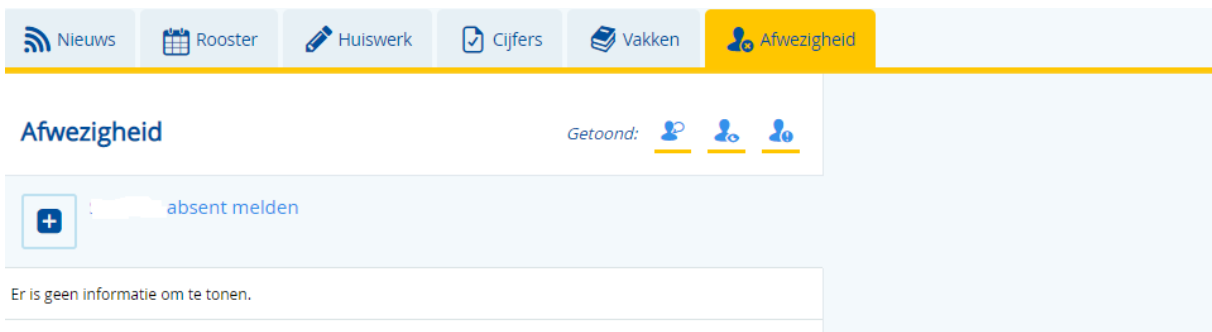 Nieuws Rooster Huiswerk Cijfers Vakken Afwezigheid
Afwezigheid Getoond:
absent melden
Er is geen informatie om te tonen.